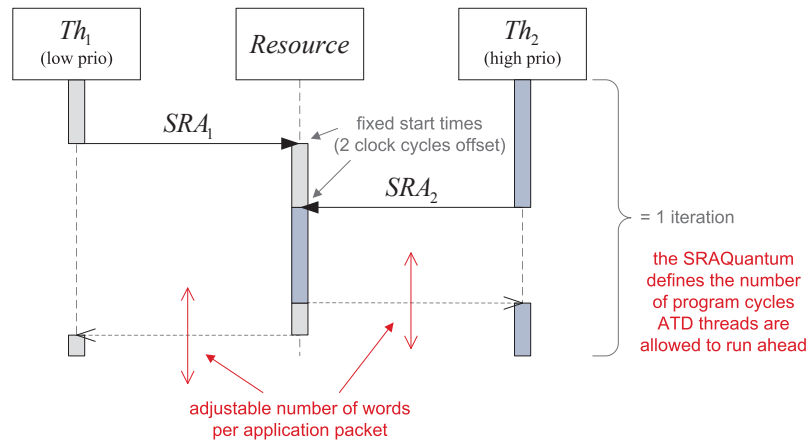 Th1
(low prio)
Resource
Th2
(high prio)
SRA1
fixed start times
(2 clock cycles offset)
SRA2
= 1 iteration
the SRAQuantum
defines the number
of program cycles
ATD threads are
allowed to run ahead
adjustable number of words
per application packet